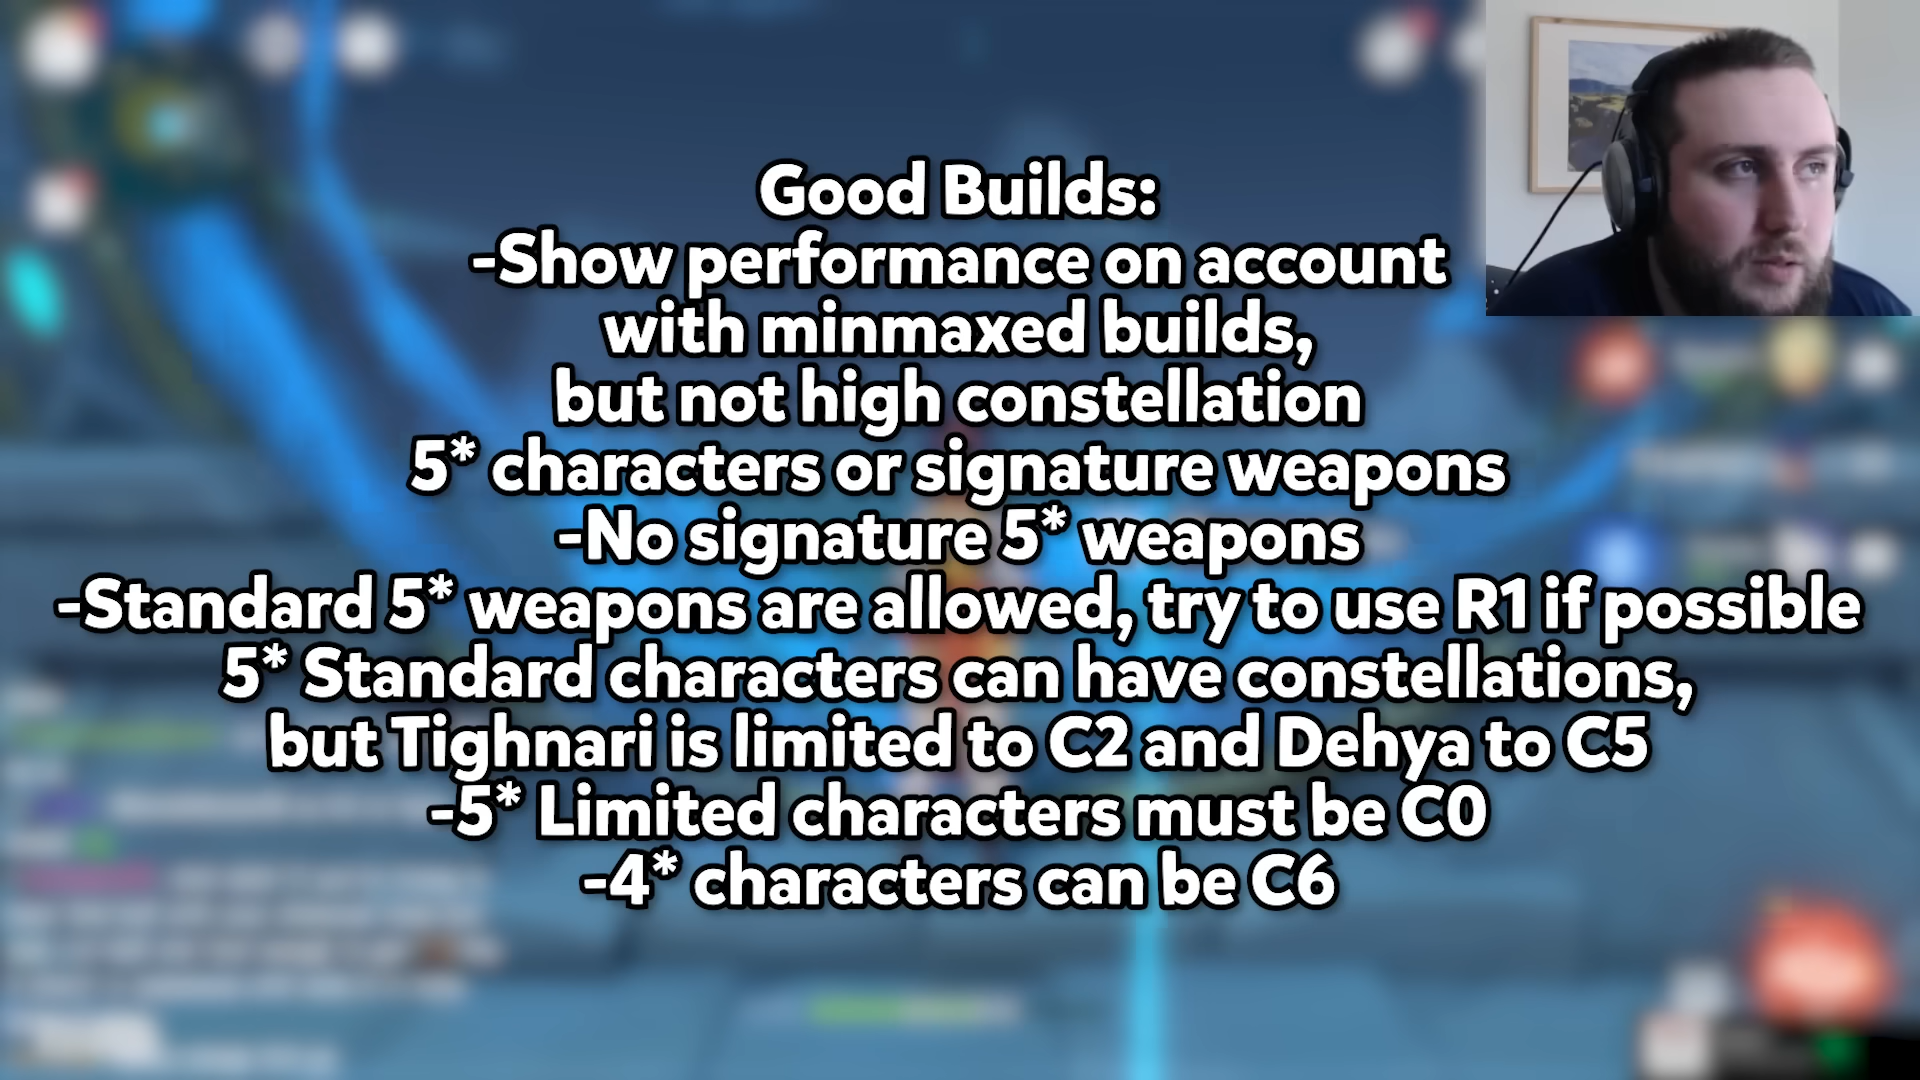 Good Builds:
-Show performance on account
with minmaxed builds,
but not high constellation
5* characters or signature weapons
-No signature 5* weapons
-Standard 5* weapons are allowed, try to use R1 if possible
5* Standard characters can have constellations,
but Tighnari is limited to C2 and Dehya to C5
-5* Limited characters must be C0
-4* characters can be C6